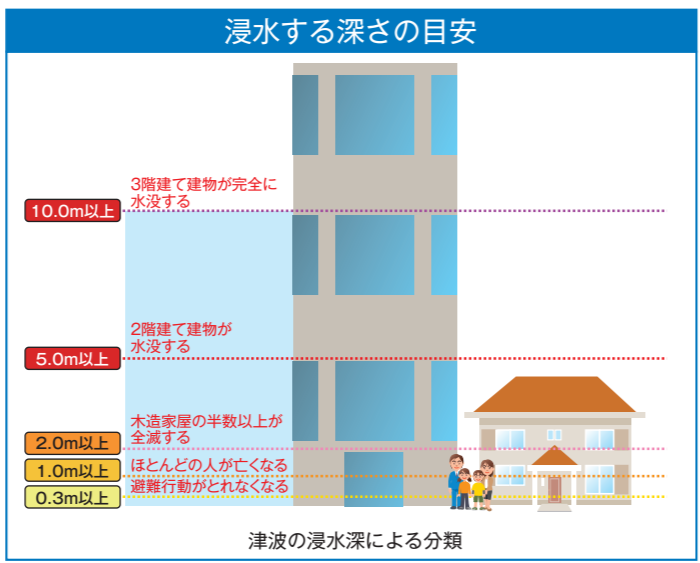 浸水する深さの目安
3階建て建物が完全に
水没する
10.0m以上
2階建て建物が
水没する
5.0m以上
木造家屋の半数以上が
全滅する
2.0m以上
ほとんどの人が亡くなる
1.0m以上
避難行動がとれなくなる
0.3m以上
津波の浸水深による分類